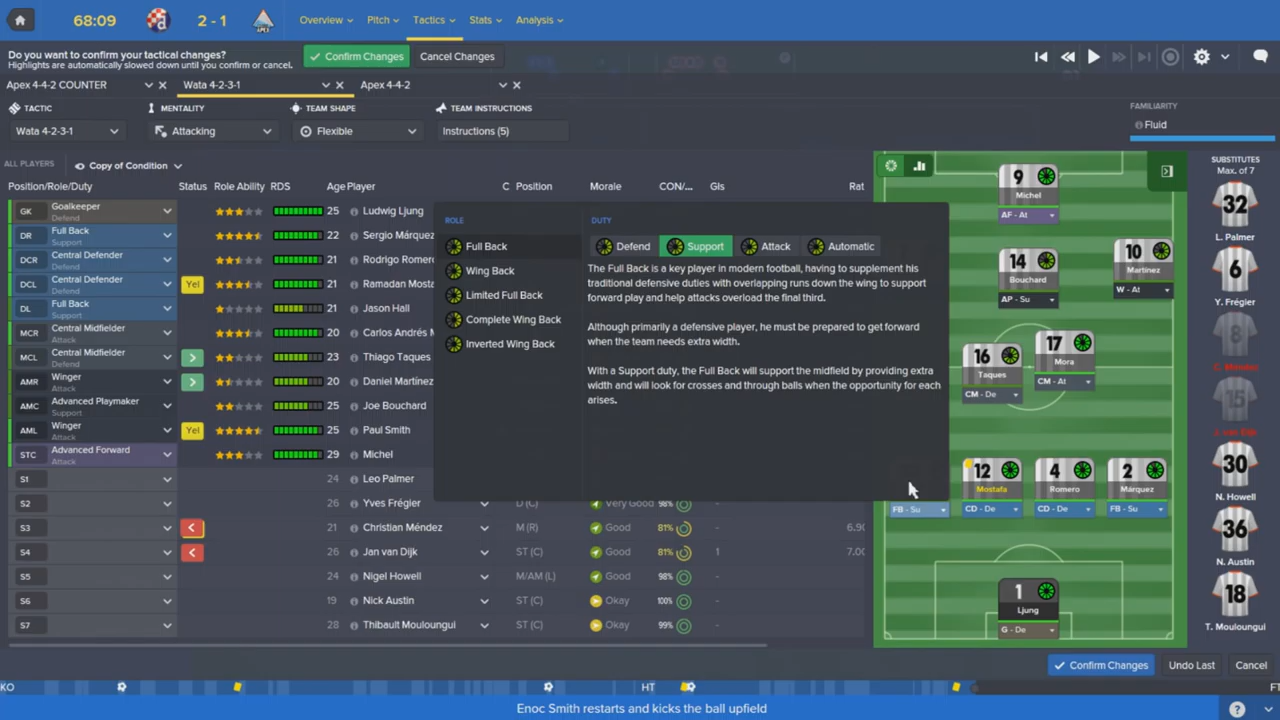 68:09
2 - 1
APEX
Overview
Pitch
Tactics
Stats
Analysis
Do you want to confirm your tactical changes?
Highlights are automatically slowed down until you confirm or cancel.
Confirm Changes
Cancel Changes
Apex 4-4-2 COUNTER
Wata 4-2-3-1
Apex 4-4-2
TACTIC
MENTALITY
TEAM SHAPE
TEAM INSTRUCTIONS
FAMILIARITY
Wata 4-2-3-1
Attacking
Flexible
Instructions (5)
Fluid
ALL PLAYERS
Copy of Condition
Position/Role/Duty Status Role Ability RDS Age Player C Position Morale CON/... Gls Rat
GK Goalkeeper Defend 25 Ludwig Ljung
DR Full Back Support 22 Sergio Márquez
DCR Central Defender Defend 21 Rodrigo Romero
DCL Central Defender Defend Yel 21 Ramadan Mosta
DL Full Back Support 21 Jason Hall
MCR Central Midfielder Attack 20 Carlos Andrés M
MCL Central Midfielder Defend 23 Thiago Taques
AMR Winger Attack 20 Daniel Martínez
AMC Advanced Playmaker Support 25 Joe Bouchard
AML Winger Attack Yel 25 Paul Smith
STC Advanced Forward Attack 29 Michel
S1 24 Leo Palmer
S2 26 Yves Frégier D (C) Very Good 98% -
S3 21 Christian Méndez M (R) Good 81% - 6.90
S4 26 Jan van Dijk ST (C) Good 81% 1 7.00
S5 24 Nigel Howell M/AM (L) Good 98% -
S6 19 Nick Austin ST (C) Okay 100% -
S7 28 Thibault Mouloungui ST (C) Okay 99% -
ROLE
Full Back
Wing Back
Limited Full Back
Complete Wing Back
Inverted Wing Back
DUTY
Defend
Support
Attack
Automatic
The Full Back is a key player in modern football, having to supplement his
traditional defensive duties with overlapping runs down the wing to support
forward play and help attacks overload the final third.
Although primarily a defensive player, he must be prepared to get forward
when the team needs extra width.
With a Support duty, the Full Back will support the midfield by providing extra
width and will look for crosses and through balls when the opportunity for each
arises.
9
Michel
AF - At
14
Bouchard
AP - Su
10
Martínez
W - At
16
Taques
CM - De
17
Mora
CM - At
FB - Su
12
Mostafa
CD - De
4
Romero
CD - De
2
Márquez
FB - Su
1
Ljung
G - De
SUBSTITUTES
Max. of 7
32
L. Palmer
6
Y. Frégier
8
C. Méndez
15
J. van Dijk
30
N. Howell
36
N. Austin
18
T. Mouloungui
Confirm Changes
Undo Last
Cancel
KO
HT
FT
Enoc Smith restarts and kicks the ball upfield
?